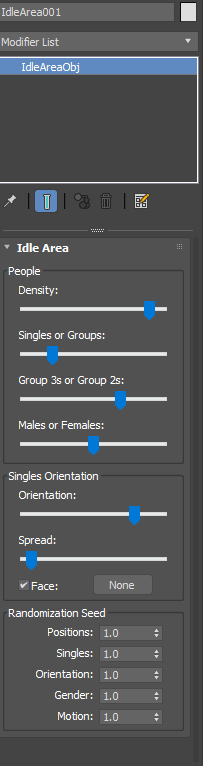 IdleArea001
Modifier List
IdleAreaObj
Idle Area
People
Density:
Singles or Groups:
Group 3s or Group 2s:
Males or Females:
Singles Orientation
Orientation:
Spread:
Face: None
Randomization Seed
Positions: 1.0
Singles: 1.0
Orientation: 1.0
Gender: 1.0
Motion: 1.0